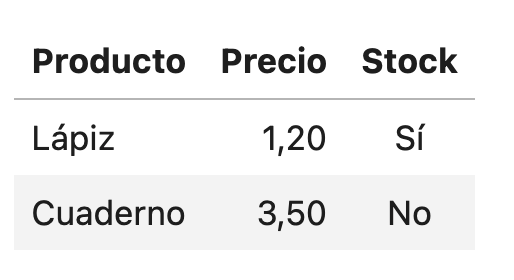 Producto Precio Stock
Lápiz 1,20 Sí
Cuaderno 3,50 No